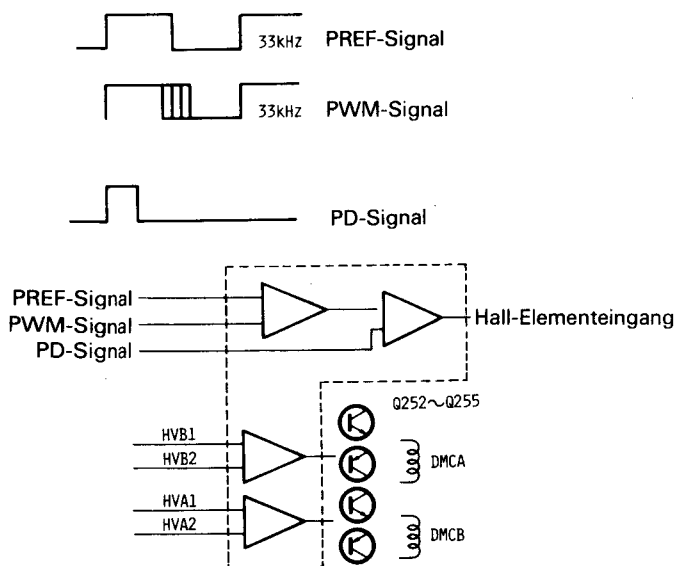 33kHz PREF-Signal
33kHz PWM-Signal
PD-Signal
PREF-Signal
PWM-Signal
PD-Signal
Hall-Elementeingang
Q252～Q255
HVB1
HVB2
DMCA
HVA1
HVA2
DMCB